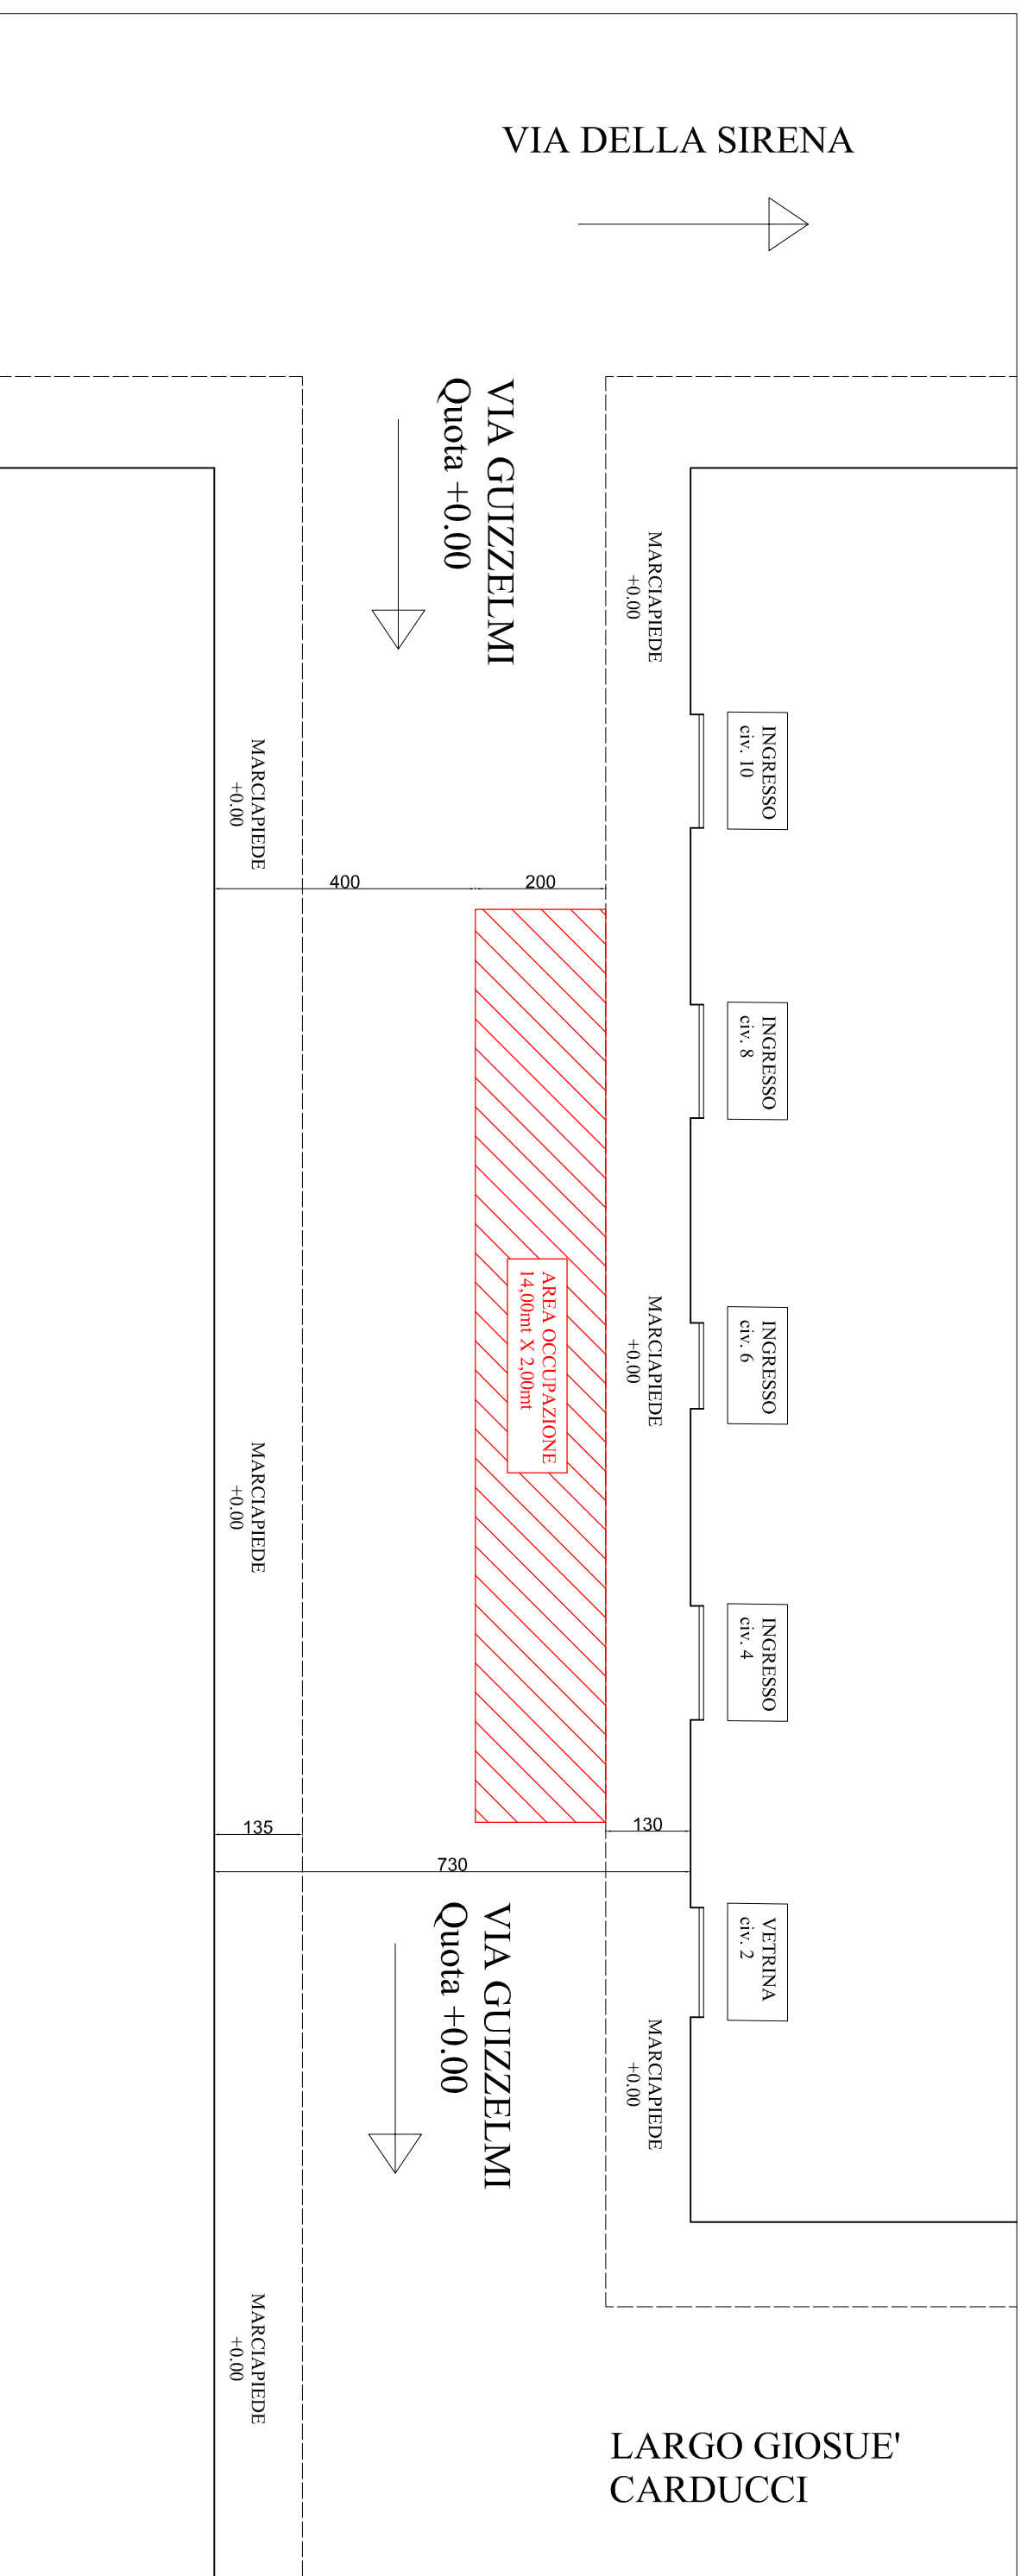 VIA DELLA SIRENA
VIA GUIZZELMI
Quota +0.00
MARCIAPIEDE
+0.00
INGRESSO
civ. 10
MARCIAPIEDE
+0.00
400
200
INGRESSO
civ. 8
AREA OCCUPAZIONE
14,00mt X 2,00mt
MARCIAPIEDE
+0.00
INGRESSO
civ. 6
MARCIAPIEDE
+0.00
INGRESSO
civ. 4
135
130
730
VIA GUIZZELMI
Quota +0.00
VETRINA
civ. 2
MARCIAPIEDE
+0.00
MARCIAPIEDE
+0.00
LARGO GIOSUE'
CARDUCCI